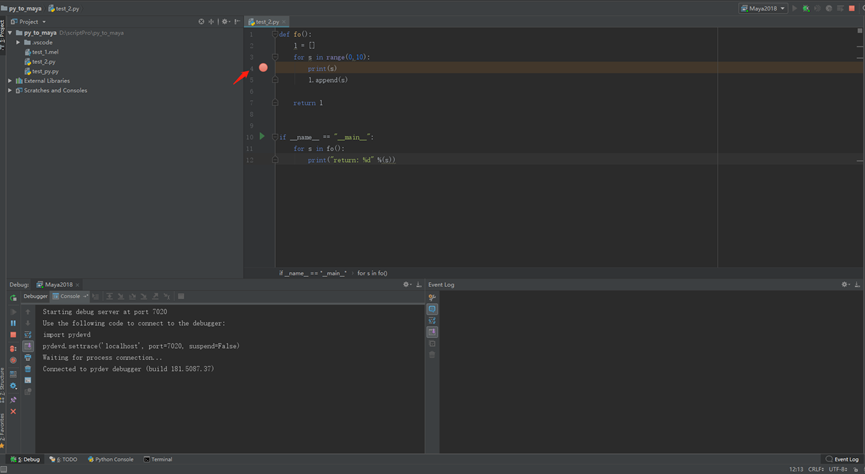 py_to_maya
test_2.py
Maya2018
1: Project
Project
test_2.py
py_to_maya D:\scriptPro\py_to_maya
.vscode
test_1.mel
test_2.py
test_py.py
External Libraries
Scratches and Consoles
1 def fo():
2 l = []
3 for s in range(0,10):
4 print(s)
5 l.append(s)
6
7 return l
8
9
10 if __name__ == "__main__":
11 for s in fo():
12 print("return: %d" %(s))
if __name__ == "__main__" › for s in fo()
Debug: Maya2018
Event Log
Debugger Console
Starting debug server at port 7020
Use the following code to connect to the debugger:
import pydevd
pydevd.settrace('localhost', port=7020, suspend=False)
Waiting for process connection...
Connected to pydev debugger (build 181.5087.37)
Structure
2: Favorites
5: Debug
6: TODO
Python Console
Terminal
Event Log
12:13 CRLF: UTF-8: